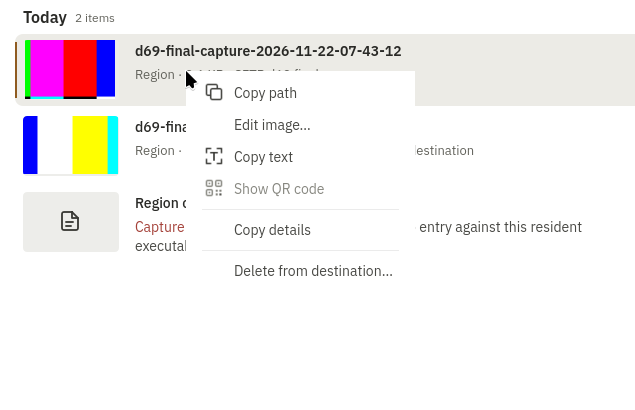 Today 2 items
d69-final-capture-2026-11-22-07-43-12
Region ·
Copy path
Edit image...
d69-fina
Region ·
estination
Copy text
Show QR code
Region d
Copy details
Capture
entry against this resident
executal
Delete from destination...